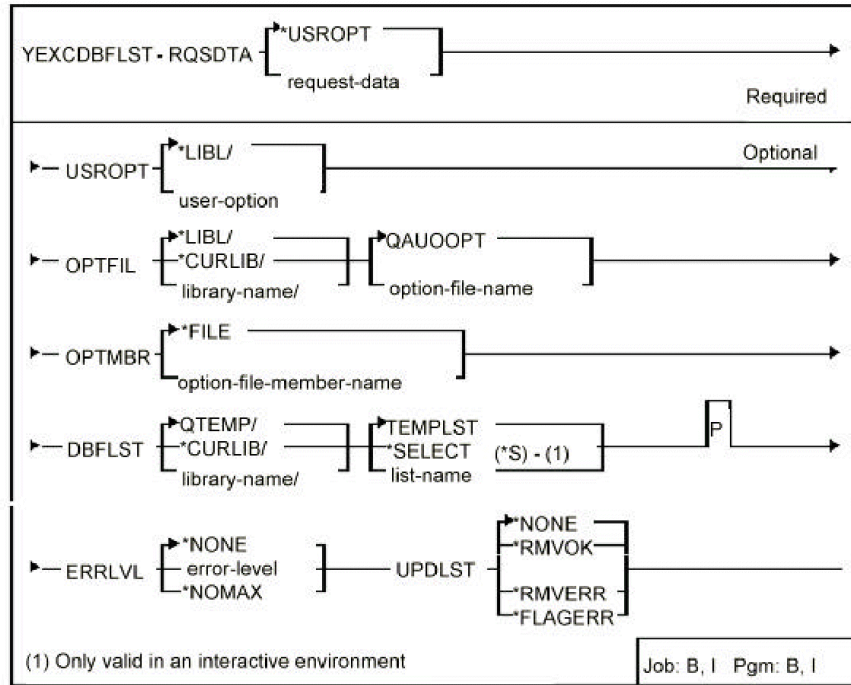 *USROPT
YEXCDBFLST - RQSDTA
request-data
Required
*LIBL/
Optional
USROPT
user-option
*LIBL/
QAUOOPT
OPTFIL
*CURLIB/
library-name/
option-file-name
*FILE
OPTMBR
option-file-member-name
P
QTEMP/
TEMPLST
DBFLST
*CURLIB/
*SELECT
(*S) - (1)
library-name/
list-name
*NONE
*NONE
*RMVOK
ERRLVL
error-level
UPDLST
*NOMAX
*RMVERR
*FLAGERR
(1) Only valid in an interactive environment
Job: B, I Pgm: B, I